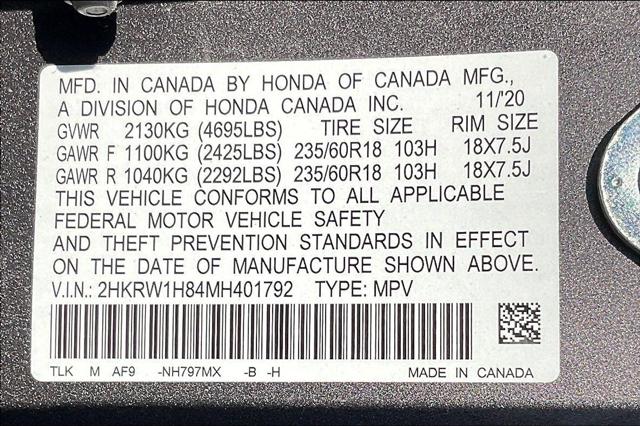 MFD. IN CANADA BY HONDA OF CANADA MFG.,
A DIVISION OF HONDA CANADA INC. 11/'20
GVWR 2130KG (4695LBS) TIRE SIZE RIM SIZE
GAWR F 1100KG (2425LBS) 235/60R18 103H 18X7.5J
GAWR R 1040KG (2292LBS) 235/60R18 103H 18X7.5J
THIS VEHICLE CONFORMS TO ALL APPLICABLE
FEDERAL MOTOR VEHICLE SAFETY
AND THEFT PREVENTION STANDARDS IN EFFECT
ON THE DATE OF MANUFACTURE SHOWN ABOVE.
V.I.N.: 2HKRW1H84MH401792 TYPE: MPV
TLK M AF9 -NH797MX -B -H MADE IN CANADA